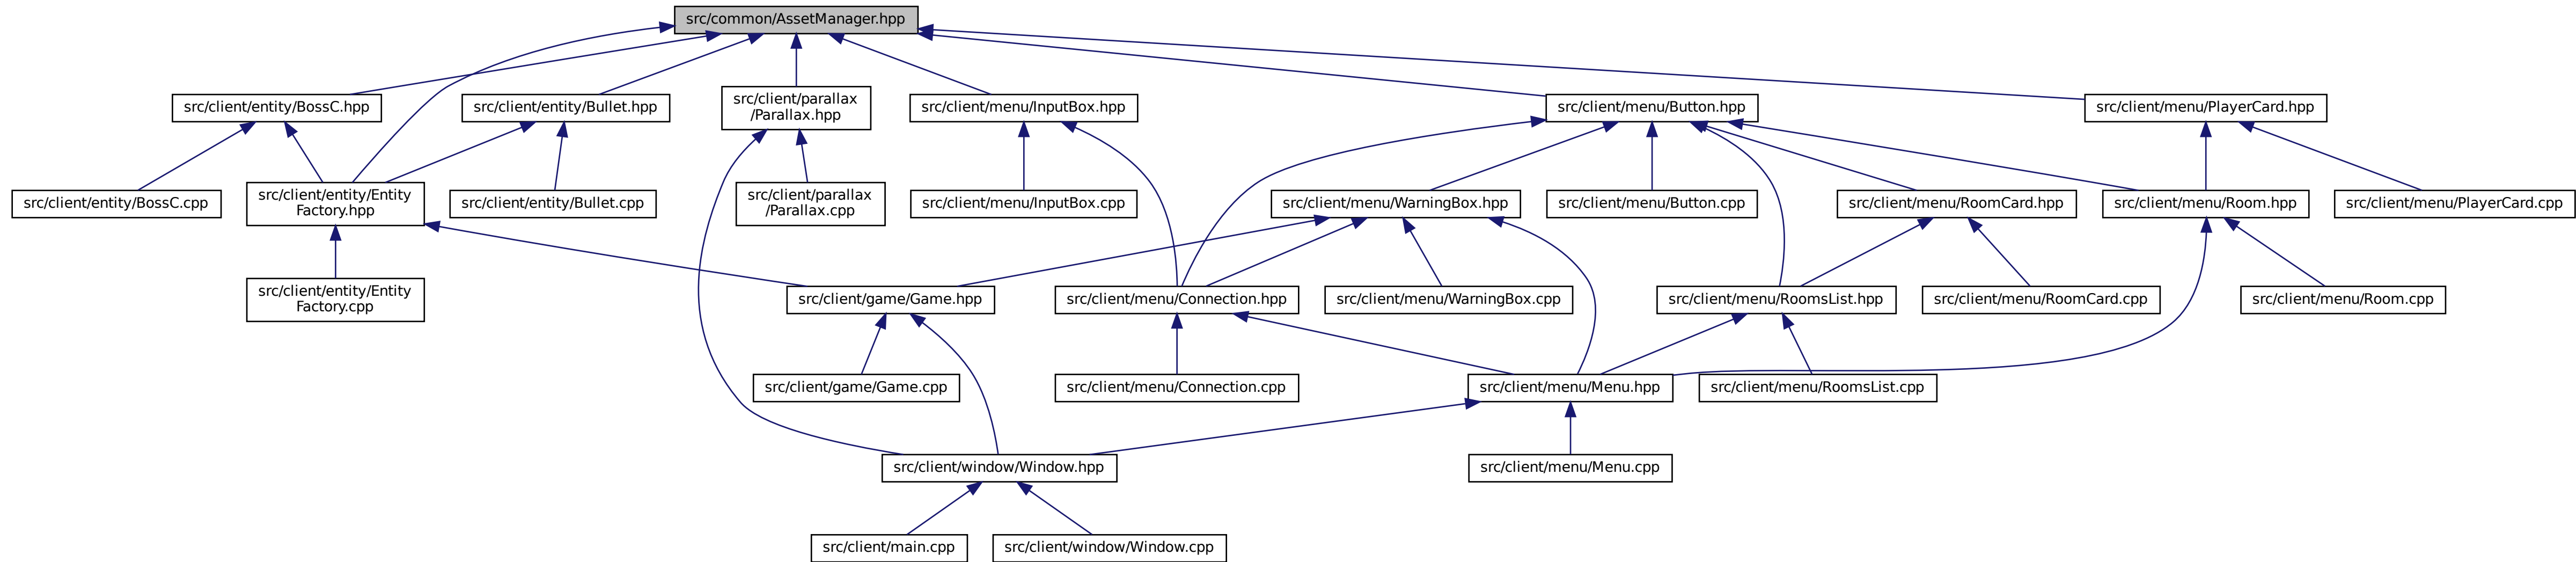 src/common/AssetManager.hpp
src/client/entity/BossC.hpp
src/client/entity/Bullet.hpp
src/client/parallax
/Parallax.hpp
src/client/menu/InputBox.hpp
src/client/menu/Button.hpp
src/client/menu/PlayerCard.hpp
src/client/entity/BossC.cpp
src/client/entity/Entity
Factory.hpp
src/client/entity/Bullet.cpp
src/client/parallax
/Parallax.cpp
src/client/menu/InputBox.cpp
src/client/menu/WarningBox.hpp
src/client/menu/Button.cpp
src/client/menu/RoomCard.hpp
src/client/menu/Room.hpp
src/client/menu/PlayerCard.cpp
src/client/entity/Entity
Factory.cpp
src/client/game/Game.hpp
src/client/menu/Connection.hpp
src/client/menu/WarningBox.cpp
src/client/menu/RoomsList.hpp
src/client/menu/RoomCard.cpp
src/client/menu/Room.cpp
src/client/game/Game.cpp
src/client/menu/Connection.cpp
src/client/menu/Menu.hpp
src/client/menu/RoomsList.cpp
src/client/window/Window.hpp
src/client/menu/Menu.cpp
src/client/main.cpp
src/client/window/Window.cpp